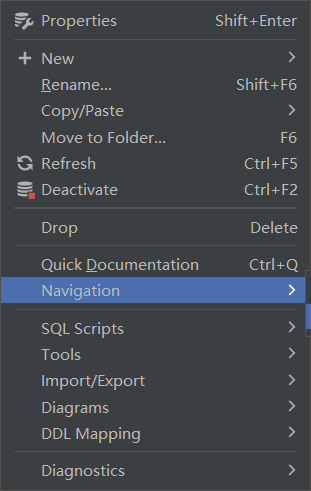 Properties Shift+Enter
New
Rename... Shift+F6
Copy/Paste
Move to Folder... F6
Refresh Ctrl+F5
Deactivate Ctrl+F2
Drop Delete
Quick Documentation Ctrl+Q
Navigation
SQL Scripts
Tools
Import/Export
Diagrams
DDL Mapping
Diagnostics